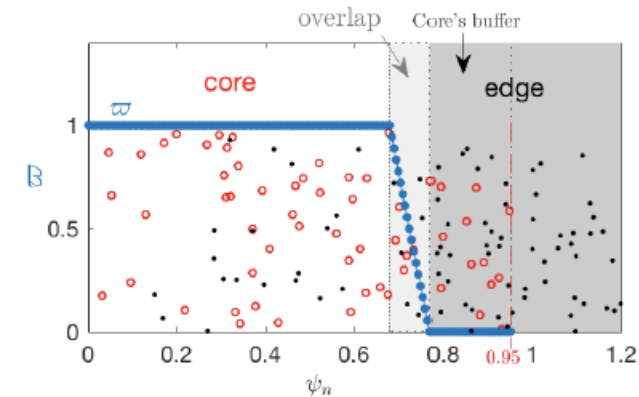 overlap
Core's buffer
core
edge
ϖ
ϖ
1
0.5
0
0
0.2
0.4
0.6
0.8
0.95
1
1.2
ψn